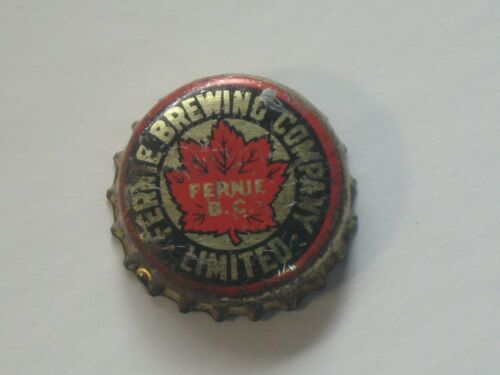 FERNIE BREWING COMPANY
LIMITED
FERNIE
B.C.